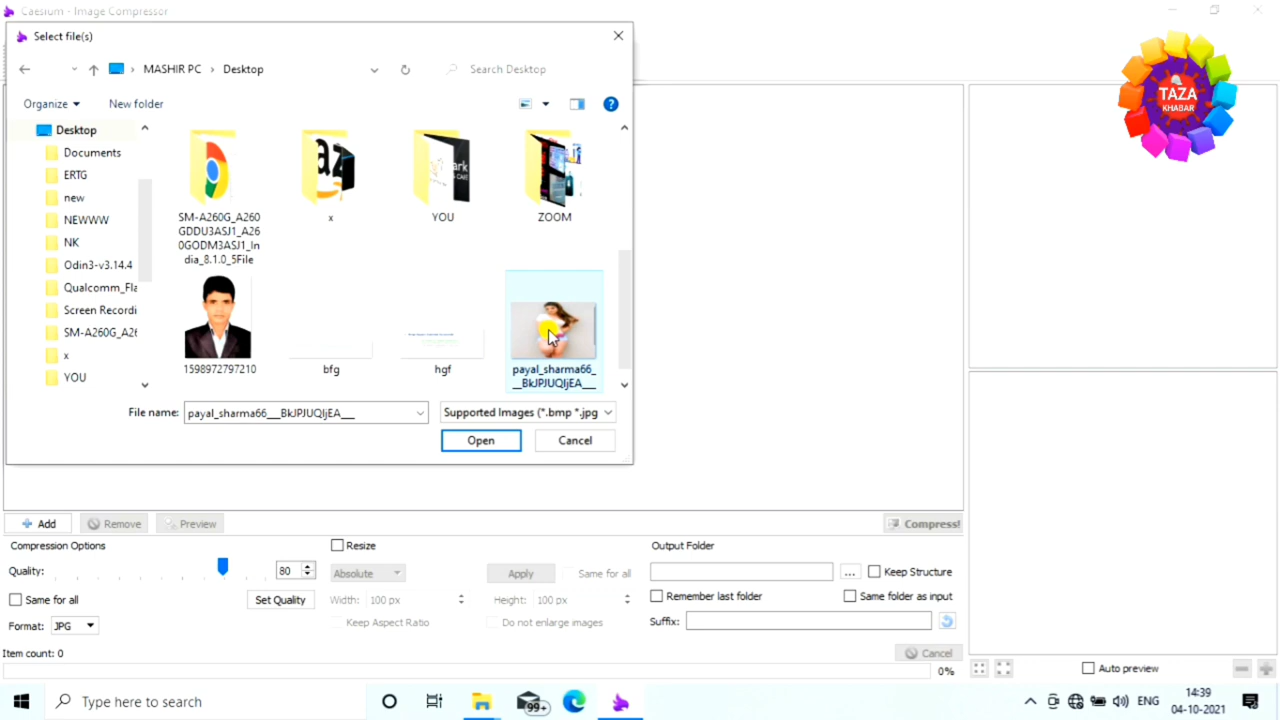 Caesium - Image Compressor
Select file(s)
MASHIR PC > Desktop
Search Desktop
Organize
New folder
TAZA
KHABAR
Desktop
Documents
ERTG
new
NEWWW
NK
Odin3-v3.14.4
Qualcomm_Fla
Screen Recordi
SM-A260G_A26
x
YOU
SM-A260G_A260
GDDU3ASJ1_A26
0GODM3ASJ1_In
dia_8.1.0_5File
x
YOU
ZOOM
1598972797210
bfg
hgf
payal_sharma66_
__BkJPJUQIjEA___
File name:
payal_sharma66___BkJPJUQIjEA___
Supported Images (*.bmp *.jpg
Open
Cancel
Add
Remove
Preview
Compress!
Compression Options
Resize
Output Folder
Quality:
80
Absolute
Apply
Same for all
...
Keep Structure
Same for all
Set Quality
Width:
100 px
Height:
100 px
Remember last folder
Same folder as input
Format:
JPG
Keep Aspect Ratio
Do not enlarge images
Suffix:
Item count: 0
Cancel
0%
Auto preview
Type here to search
99+
ENG
14:39
04-10-2021